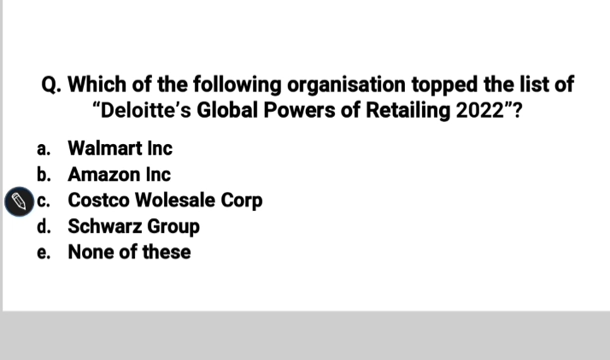 Q. Which of the following organisation topped the list of
“Deloitte’s Global Powers of Retailing 2022”?
a. Walmart Inc
b. Amazon Inc
c. Costco Wolesale Corp
d. Schwarz Group
e. None of these